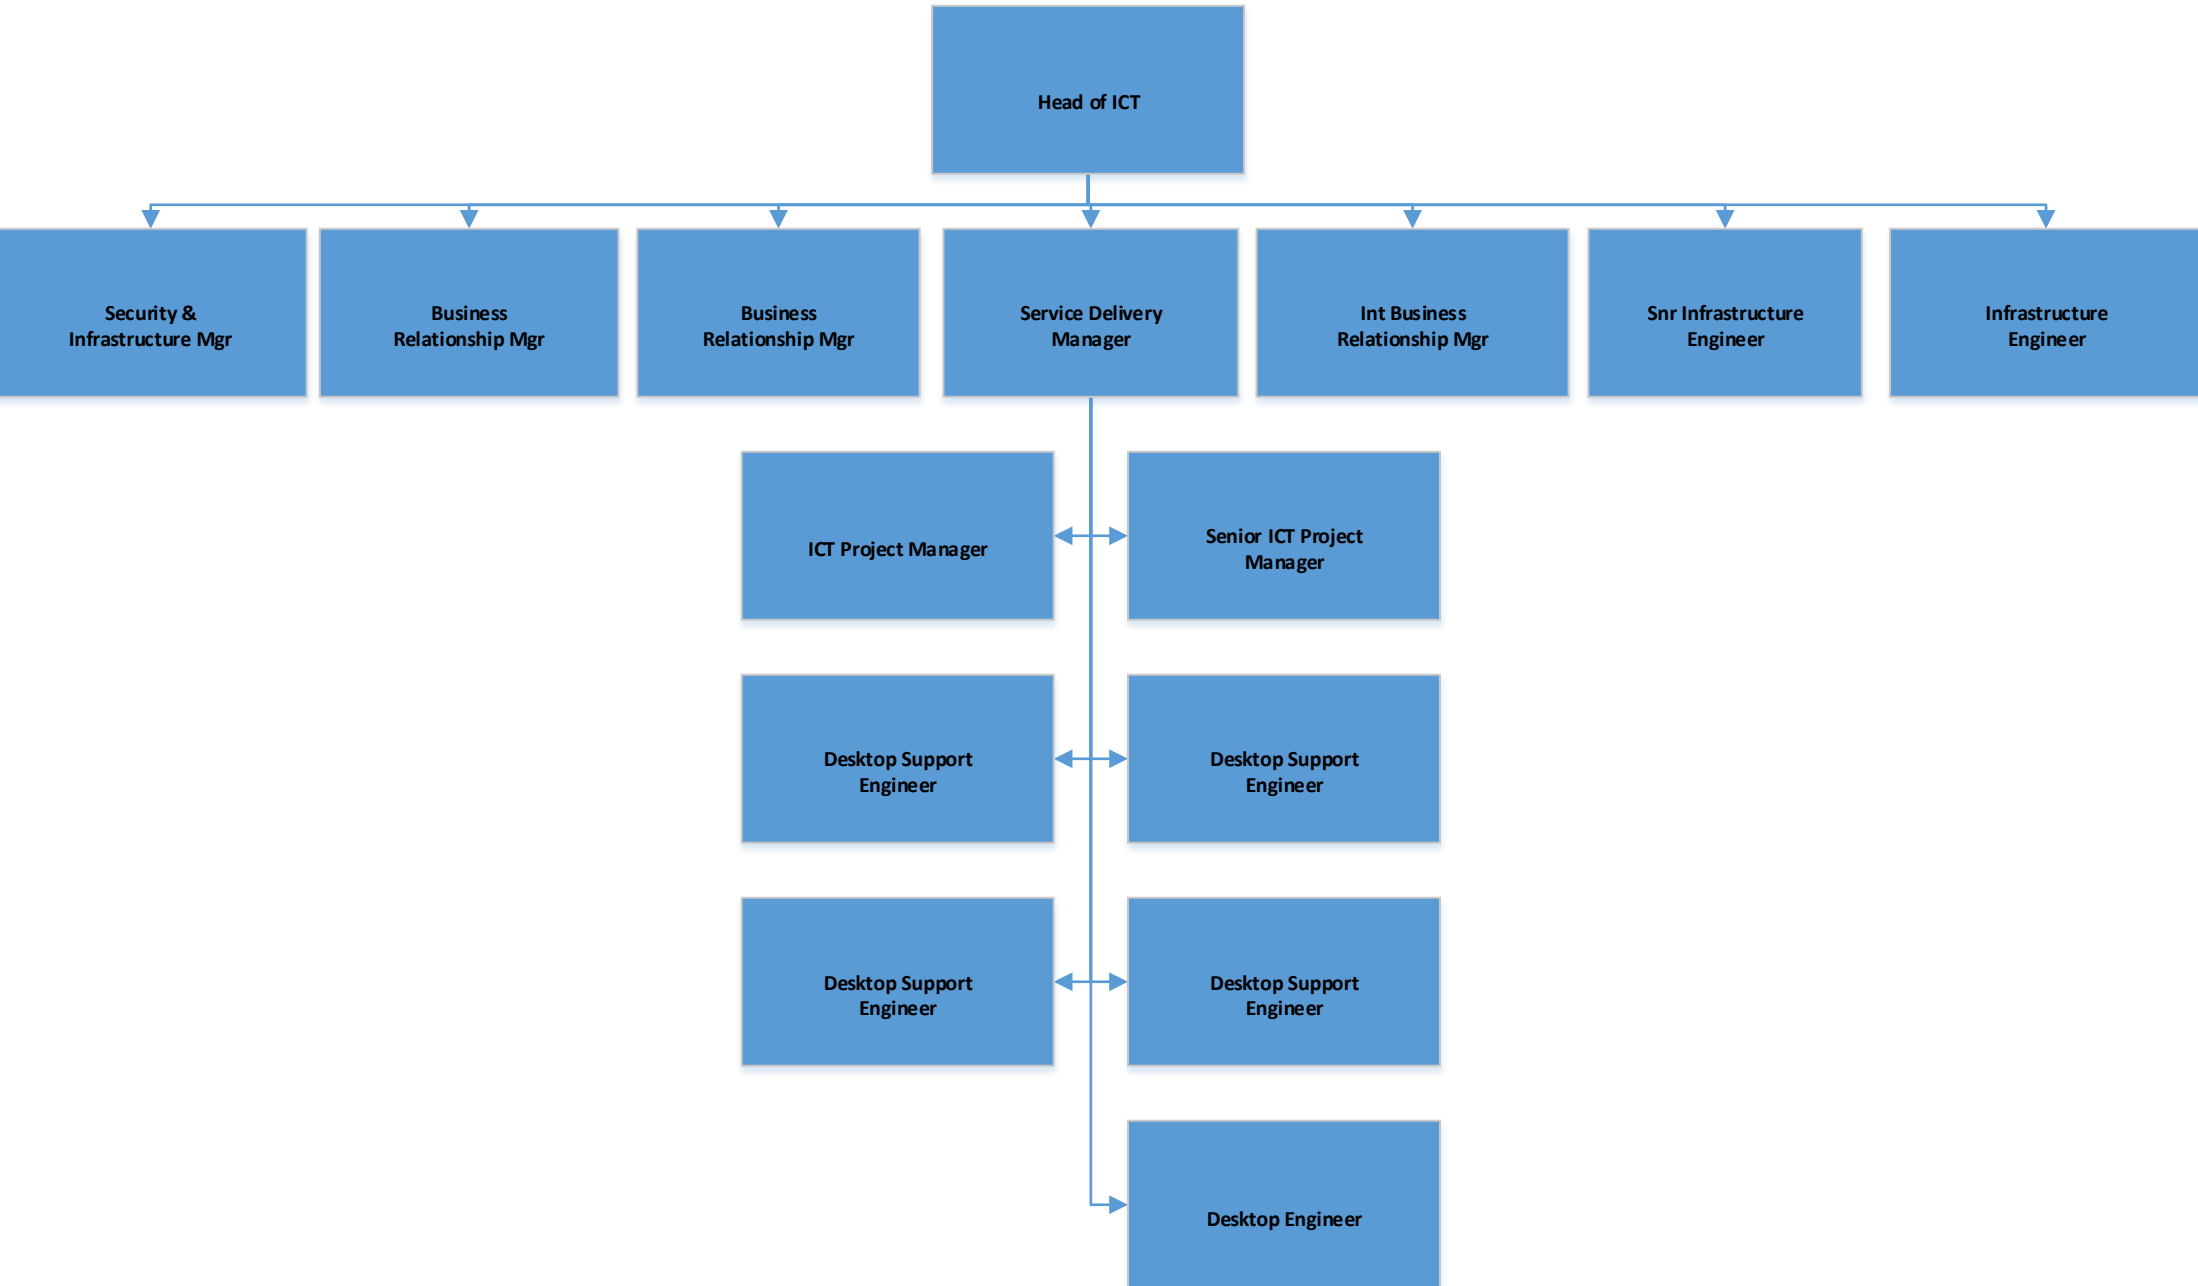 Head of ICT
Security &
Infrastructure Mgr
Business
Relationship Mgr
Business
Relationship Mgr
Service Delivery
Manager
Int Business
Relationship Mgr
Snr Infrastructure
Engineer
Infrastructure
Engineer
ICT Project Manager
Senior ICT Project
Manager
Desktop Support
Engineer
Desktop Support
Engineer
Desktop Support
Engineer
Desktop Support
Engineer
Desktop Engineer